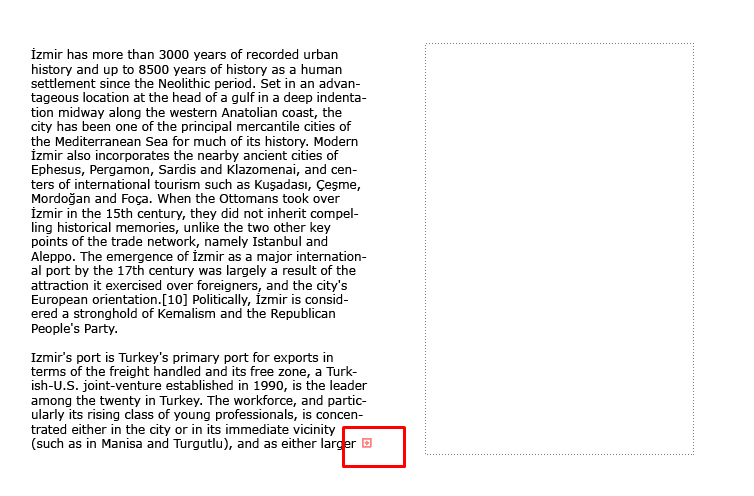 İzmir has more than 3000 years of recorded urban
history and up to 8500 years of history as a human
settlement since the Neolithic period. Set in an advan-
tageous location at the head of a gulf in a deep indenta-
tion midway along the western Anatolian coast, the
city has been one of the principal mercantile cities of
the Mediterranean Sea for much of its history. Modern
İzmir also incorporates the nearby ancient cities of
Ephesus, Pergamon, Sardis and Klazomenai, and cen-
ters of international tourism such as Kuşadası, Çeşme,
Mordoğan and Foça. When the Ottomans took over
İzmir in the 15th century, they did not inherit compel-
ling historical memories, unlike the two other key
points of the trade network, namely Istanbul and
Aleppo. The emergence of İzmir as a major internation-
al port by the 17th century was largely a result of the
attraction it exercised over foreigners, and the city's
European orientation.[10] Politically, İzmir is consid-
ered a stronghold of Kemalism and the Republican
People's Party.
Izmir's port is Turkey's primary port for exports in
terms of the freight handled and its free zone, a Turk-
ish-U.S. joint-venture established in 1990, is the leader
among the twenty in Turkey. The workforce, and partic-
ularly its rising class of young professionals, is concen-
trated either in the city or in its immediate vicinity
(such as in Manisa and Turgutlu), and as either larger